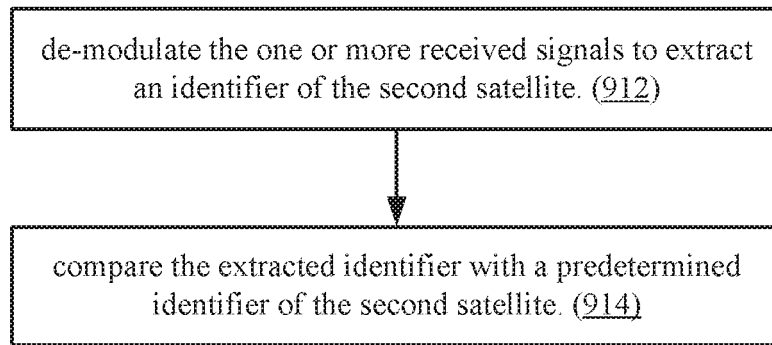 de-modulate the one or more received signals to extract
an identifier of the second satellite. (912)
compare the extracted identifier with a predetermined
identifier of the second satellite. (914)